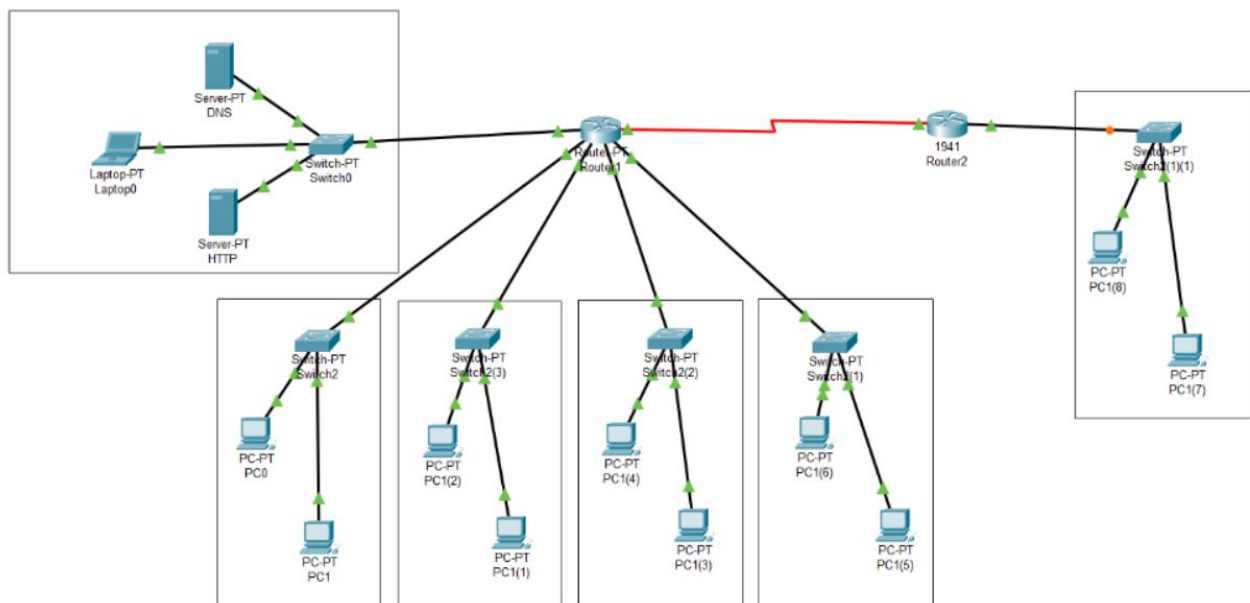 Server-PT
DNS
Laptop-PT
Laptop0
Switch-PT
Switch0
Server-PT
HTTP
Router-PT
Router1
1941
Router2
Switch-PT
Switch2(1)(1)
PC-PT
PC1(8)
PC-PT
PC1(7)
Switch-PT
Switch2
PC-PT
PC0
PC-PT
PC1
Switch-PT
Switch2(3)
PC-PT
PC1(2)
PC-PT
PC1(1)
Switch-PT
Switch2(2)
PC-PT
PC1(4)
PC-PT
PC1(3)
Switch-PT
Switch2(1)
PC-PT
PC1(6)
PC-PT
PC1(5)